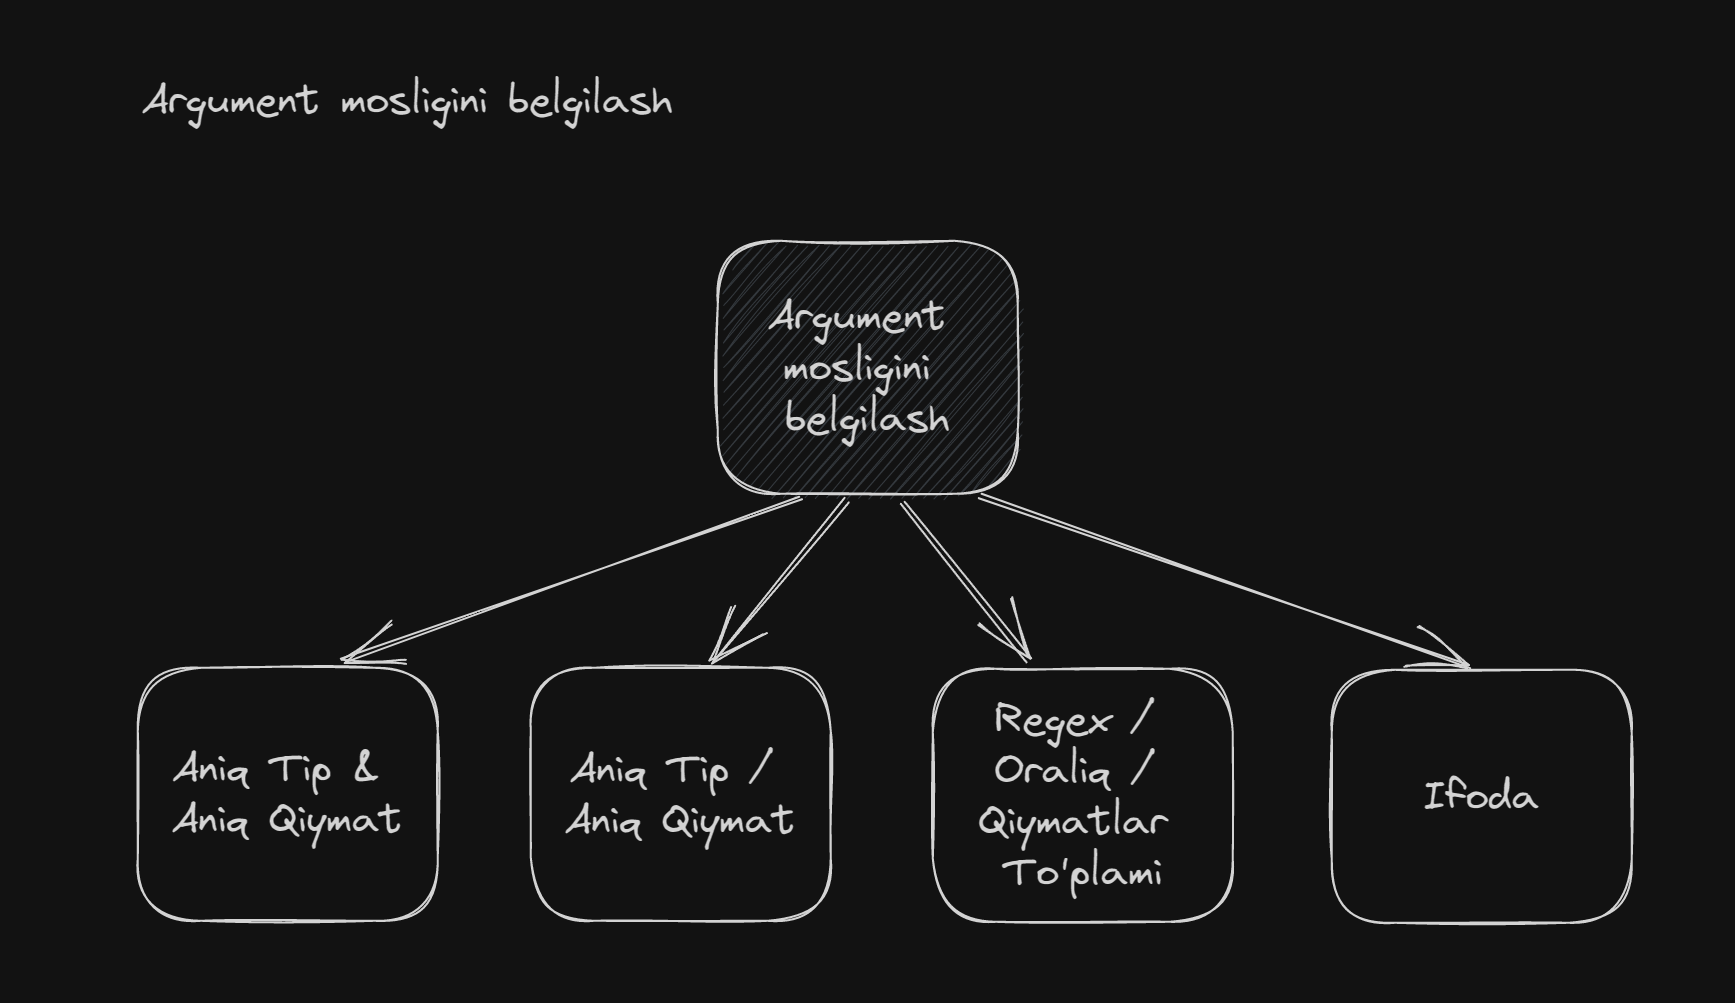 Argument mosligini belgilash
Argument
mosligini
belgilash
Aniq Tip &
Aniq Qiymat
Aniq Tip /
Aniq Qiymat
Regex /
Oraliq /
Qiymatlar
To'plami
Ifoda